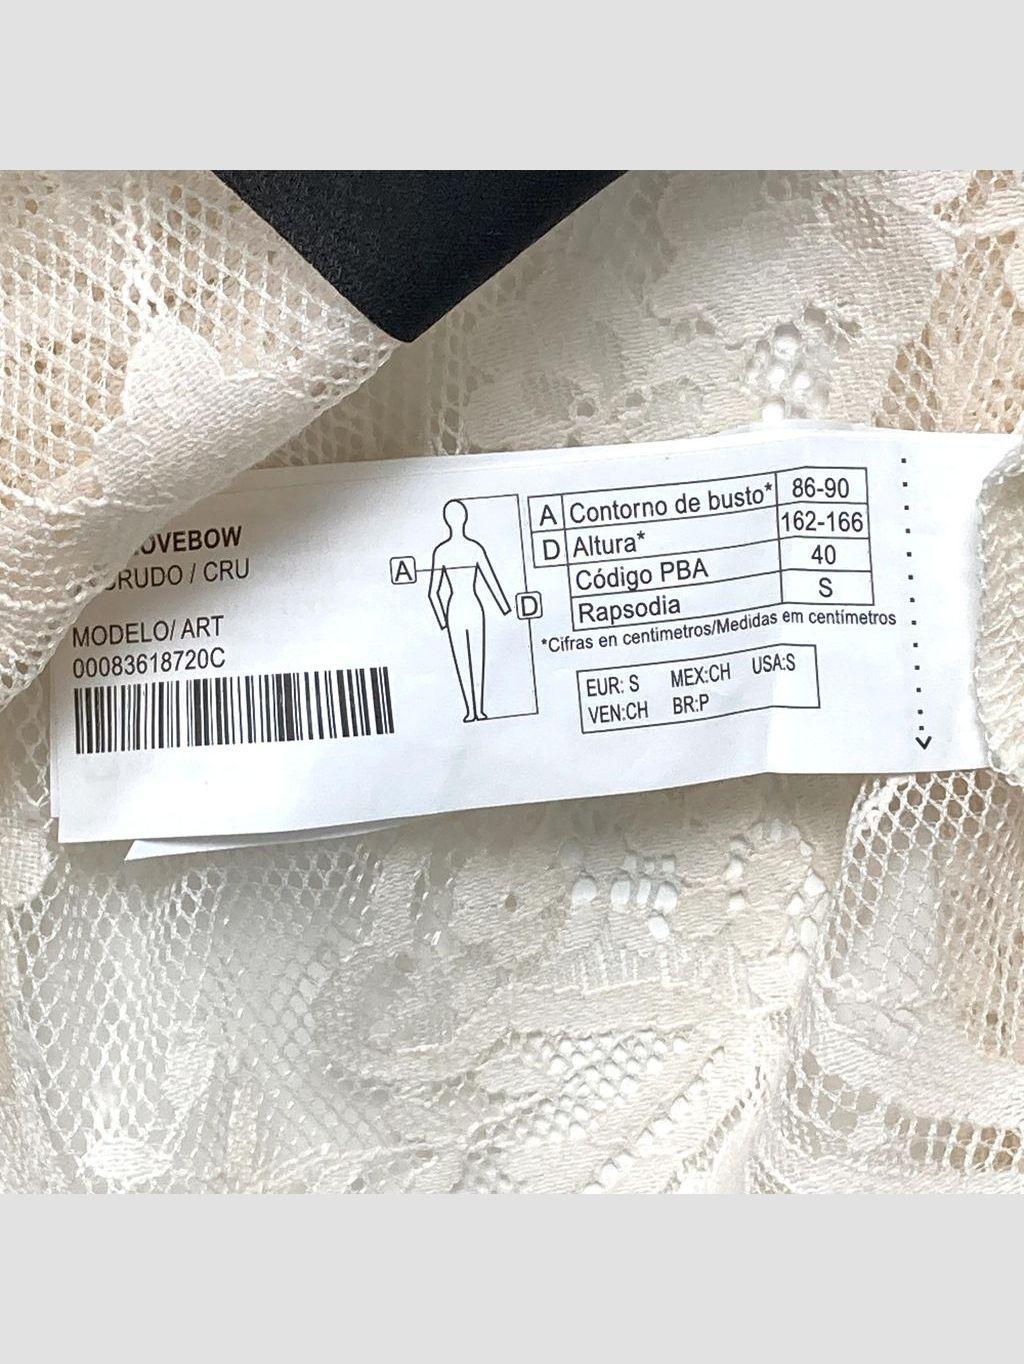 OVEBOW
CRUDO / CRU
MODELO/ ART
00083618720C
A
D
A Contorno de busto* 86-90
D Altura* 162-166
Código PBA 40
Rapsodia S
*Cifras en centímetros/Medidas em centímetros
EUR: S MEX:CH USA:S
VEN:CH BR:P